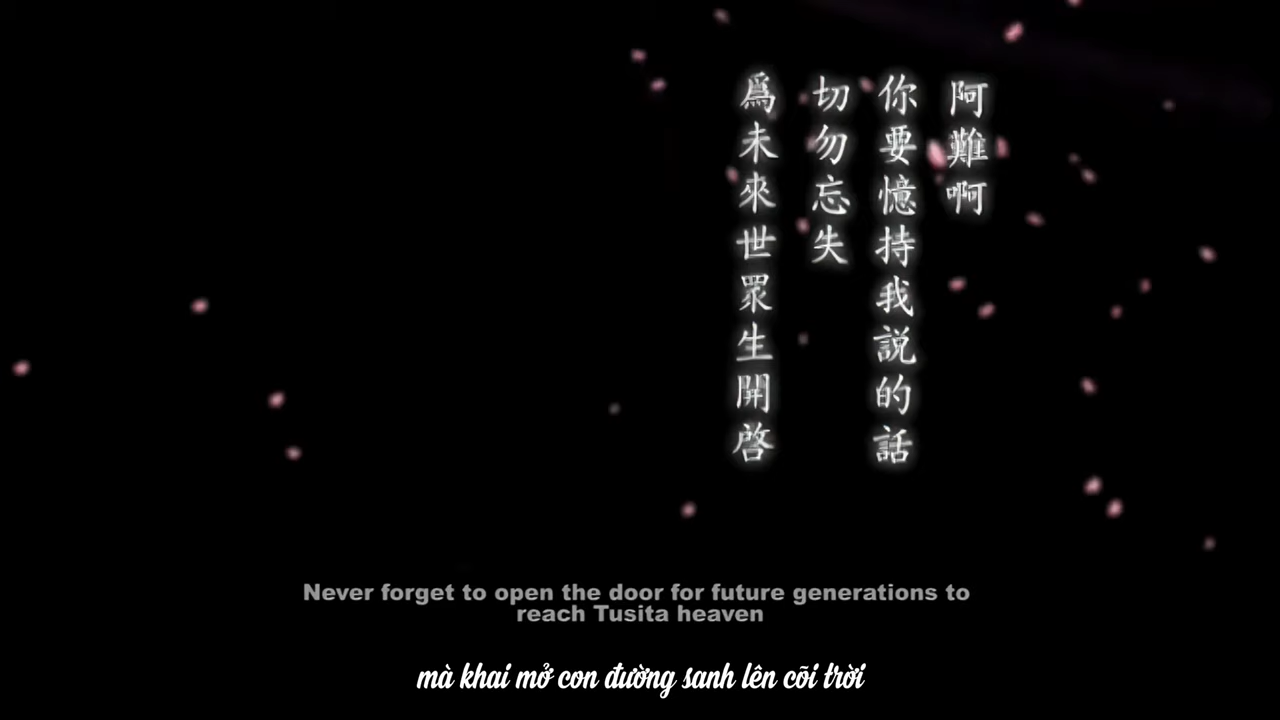 阿難啊
你要憶持我説的話
切勿忘失
爲未來世眾生開啓
Never forget to open the door for future generations to
reach Tusita heaven
mà khai mở con đường sanh lên cõi trời